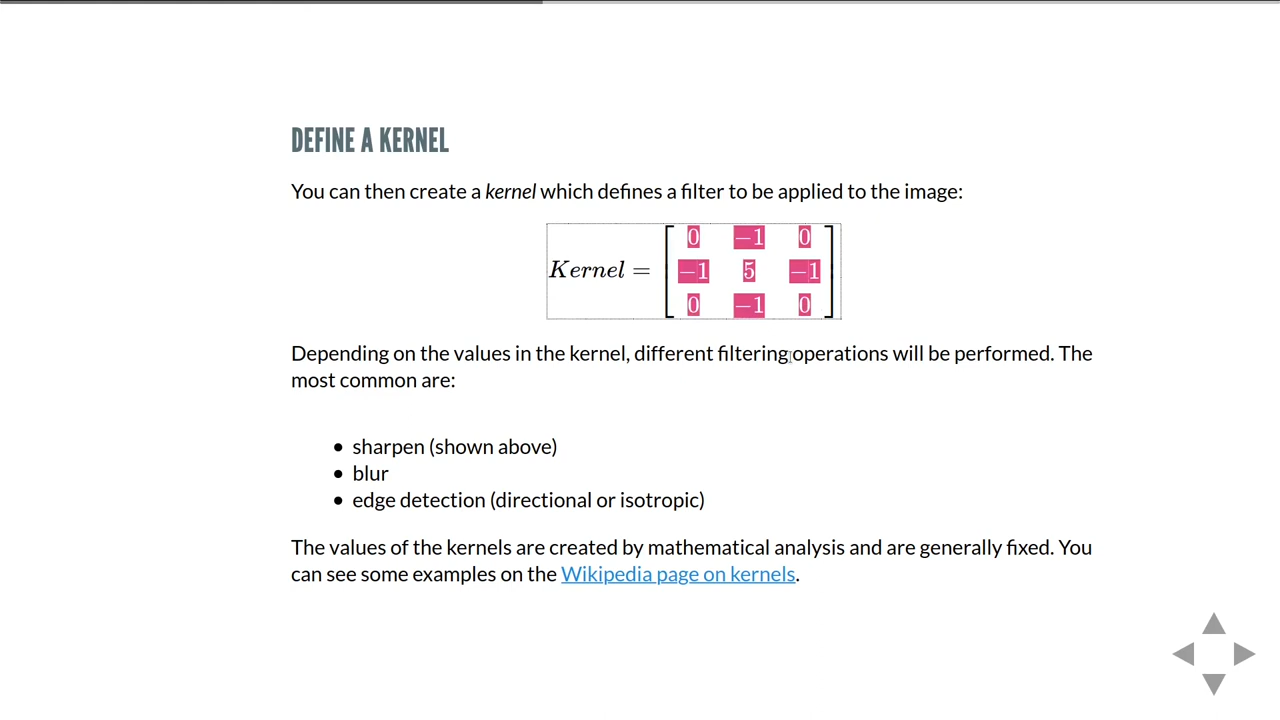 DEFINE A KERNEL
You can then create a kernel which defines a filter to be applied to the image:
0 −1 0
Kernel = −1 5 −1
0 −1 0
Depending on the values in the kernel, different filtering operations will be performed. The
most common are:
• sharpen (shown above)
• blur
• edge detection (directional or isotropic)
The values of the kernels are created by mathematical analysis and are generally fixed. You
can see some examples on the Wikipedia page on kernels.